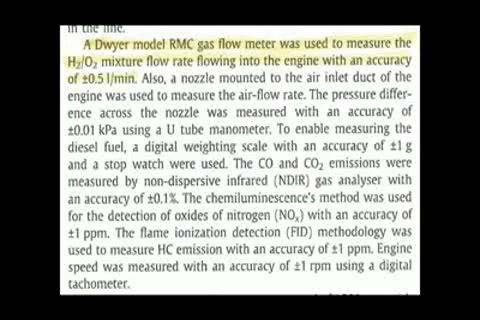 in the line.
A Dwyer model RMC gas flow meter was used to measure the
H₂/O₂ mixture flow rate flowing into the engine with an accuracy
of ±0.5 l/min. Also, a nozzle mounted to the air inlet duct of the
engine was used to measure the air-flow rate. The pressure differ-
ence across the nozzle was measured with an accuracy of
±0.01 kPa using a U tube manometer. To enable measuring the
diesel fuel, a digital weighting scale with an accuracy of ±1 g
and a stop watch were used. The CO and CO₂ emissions were
measured by non-dispersive infrared (NDIR) gas analyser with
an accuracy of ±0.1%. The chemiluminescence's method was used
for the detection of oxides of nitrogen (NOₓ) with an accuracy of
±1 ppm. The flame ionization detection (FID) methodology was
used to measure HC emission with an accuracy of ±1 ppm. Engine
speed was measured with an accuracy of ±1 rpm using a digital
tachometer.